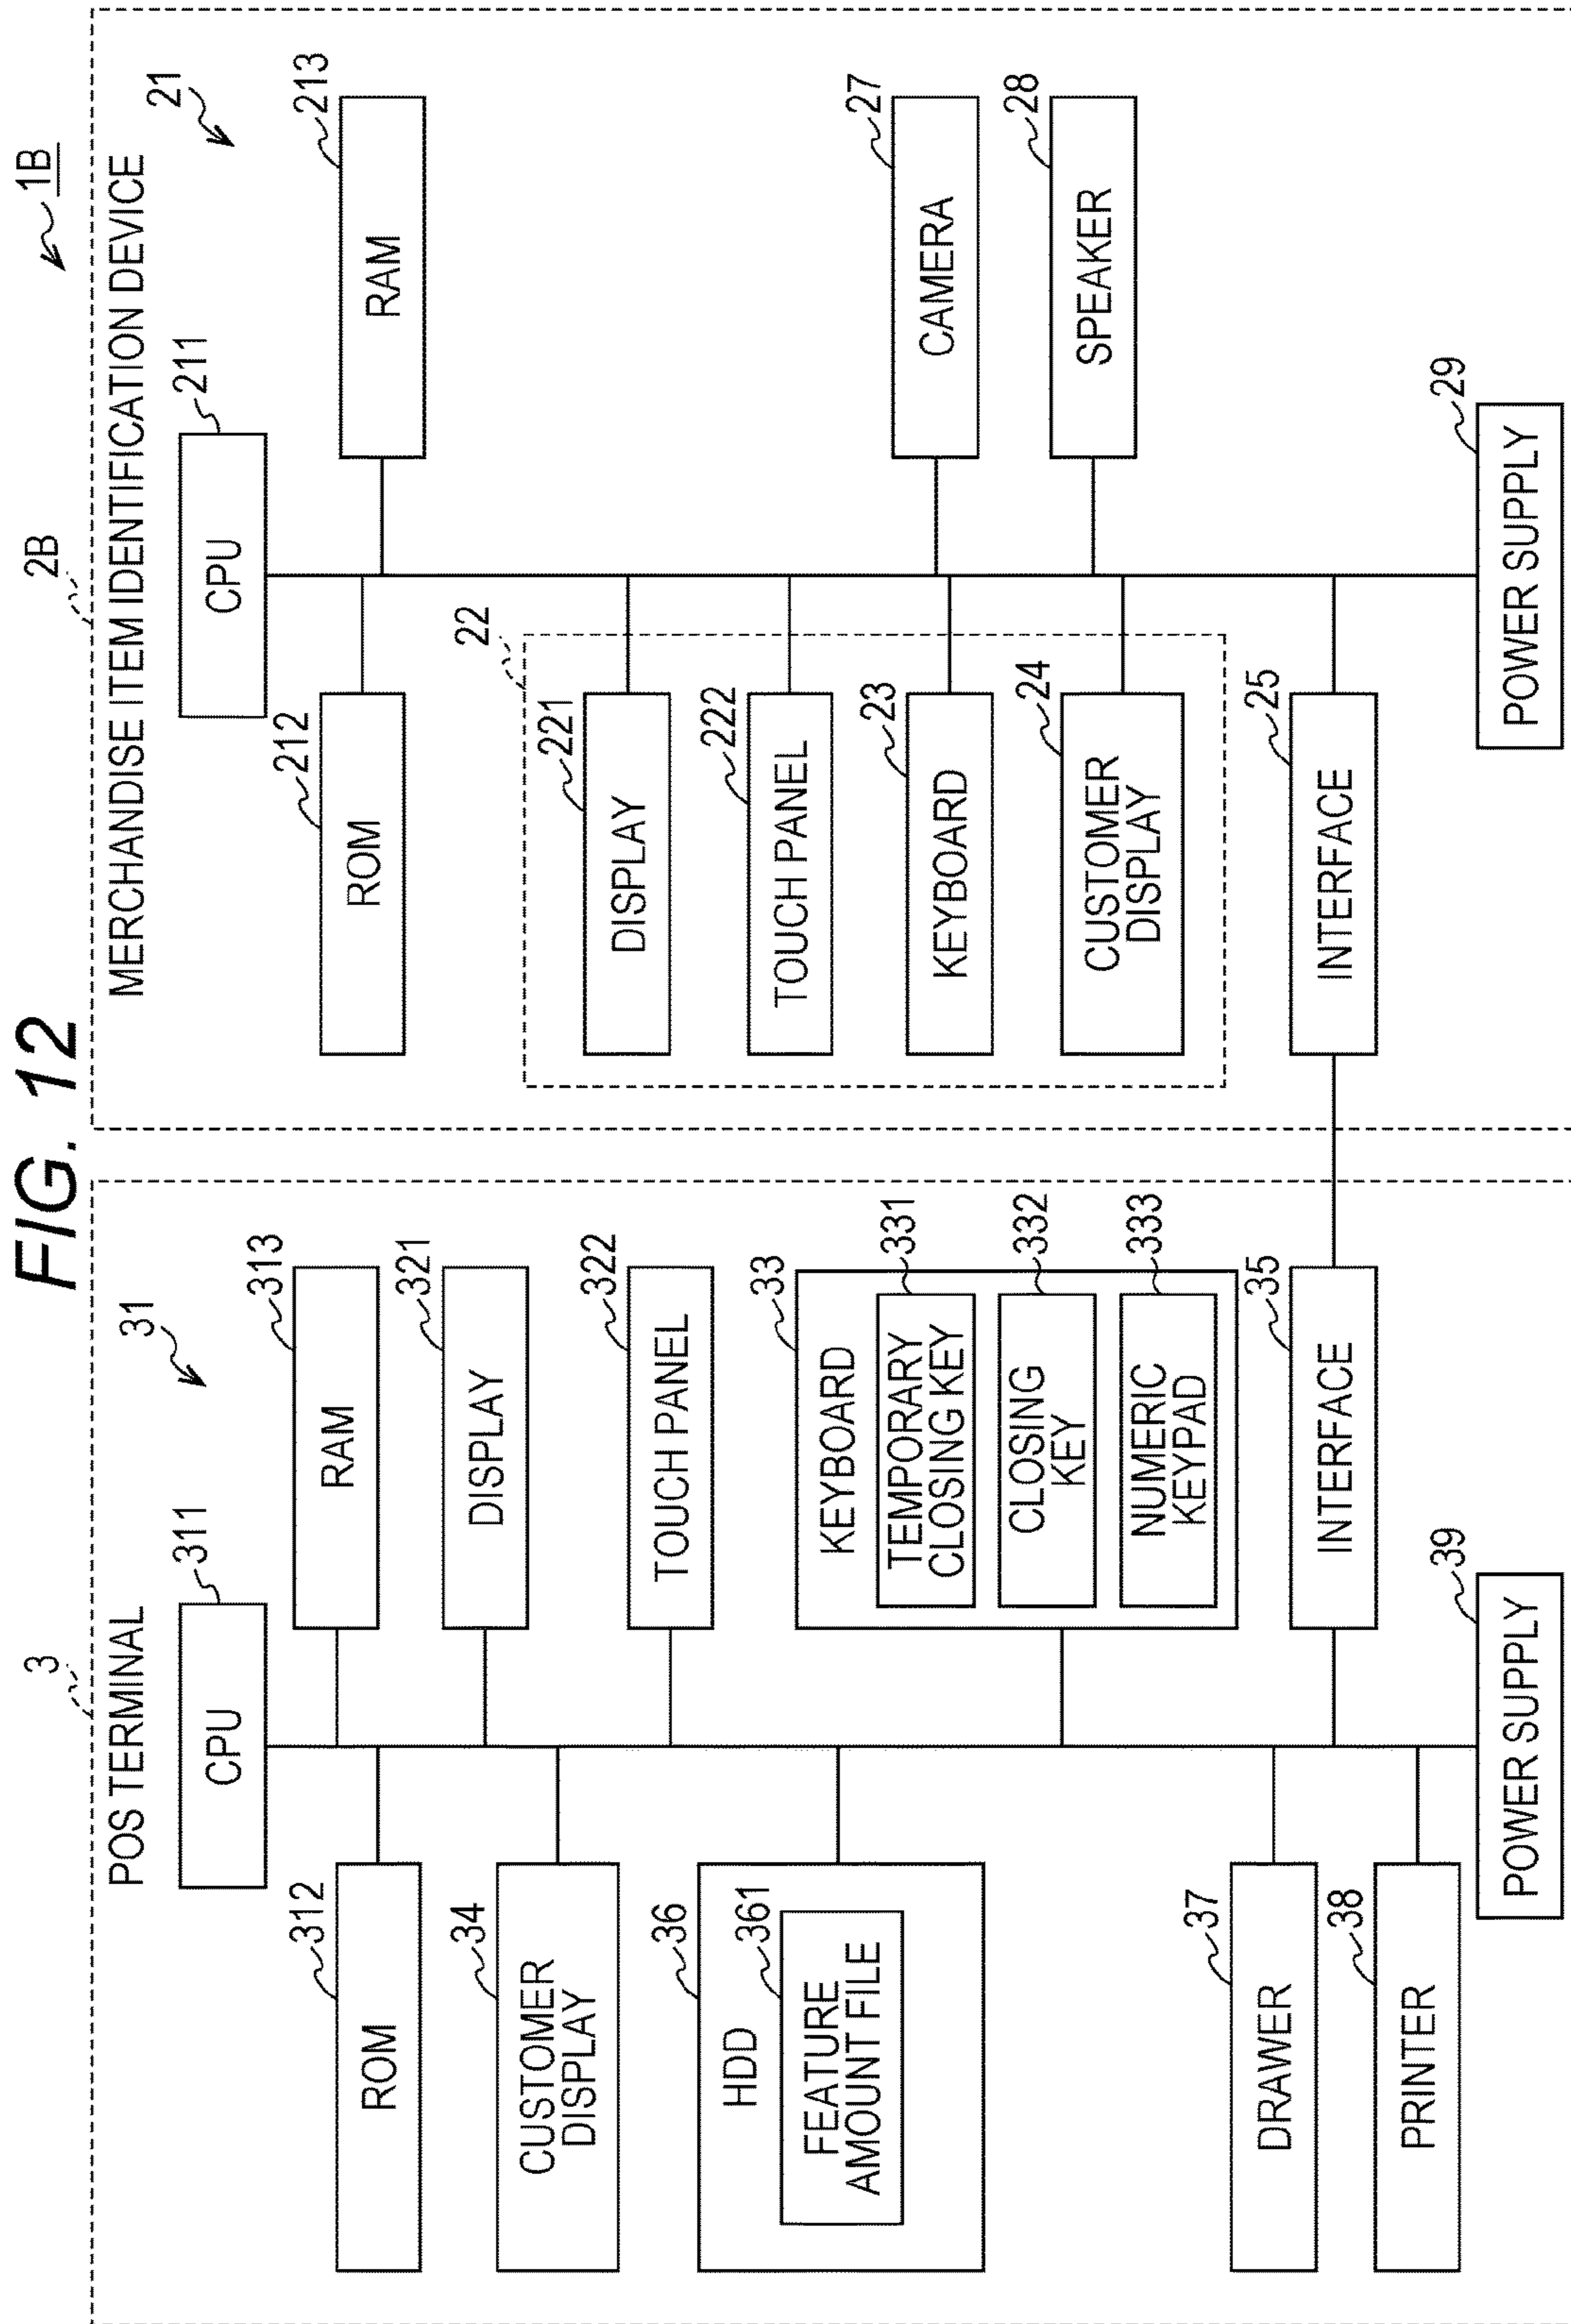 FIG. 12
1B
3
POS TERMINAL
31
CPU
311
ROM
312
RAM
313
CUSTOMER
DISPLAY
34
DISPLAY
321
HDD
36
FEATURE
AMOUNT FILE
361
TOUCH PANEL
322
KEYBOARD
33
TEMPORARY
CLOSING KEY
331
CLOSING
KEY
332
NUMERIC
KEYPAD
333
DRAWER
37
INTERFACE
35
PRINTER
38
POWER SUPPLY
39
2B
MERCHANDISE ITEM IDENTIFICATION DEVICE
21
CPU
211
ROM
212
RAM
213
22
DISPLAY
221
TOUCH PANEL
222
KEYBOARD
23
CUSTOMER
DISPLAY
24
CAMERA
27
SPEAKER
28
INTERFACE
25
POWER SUPPLY
29